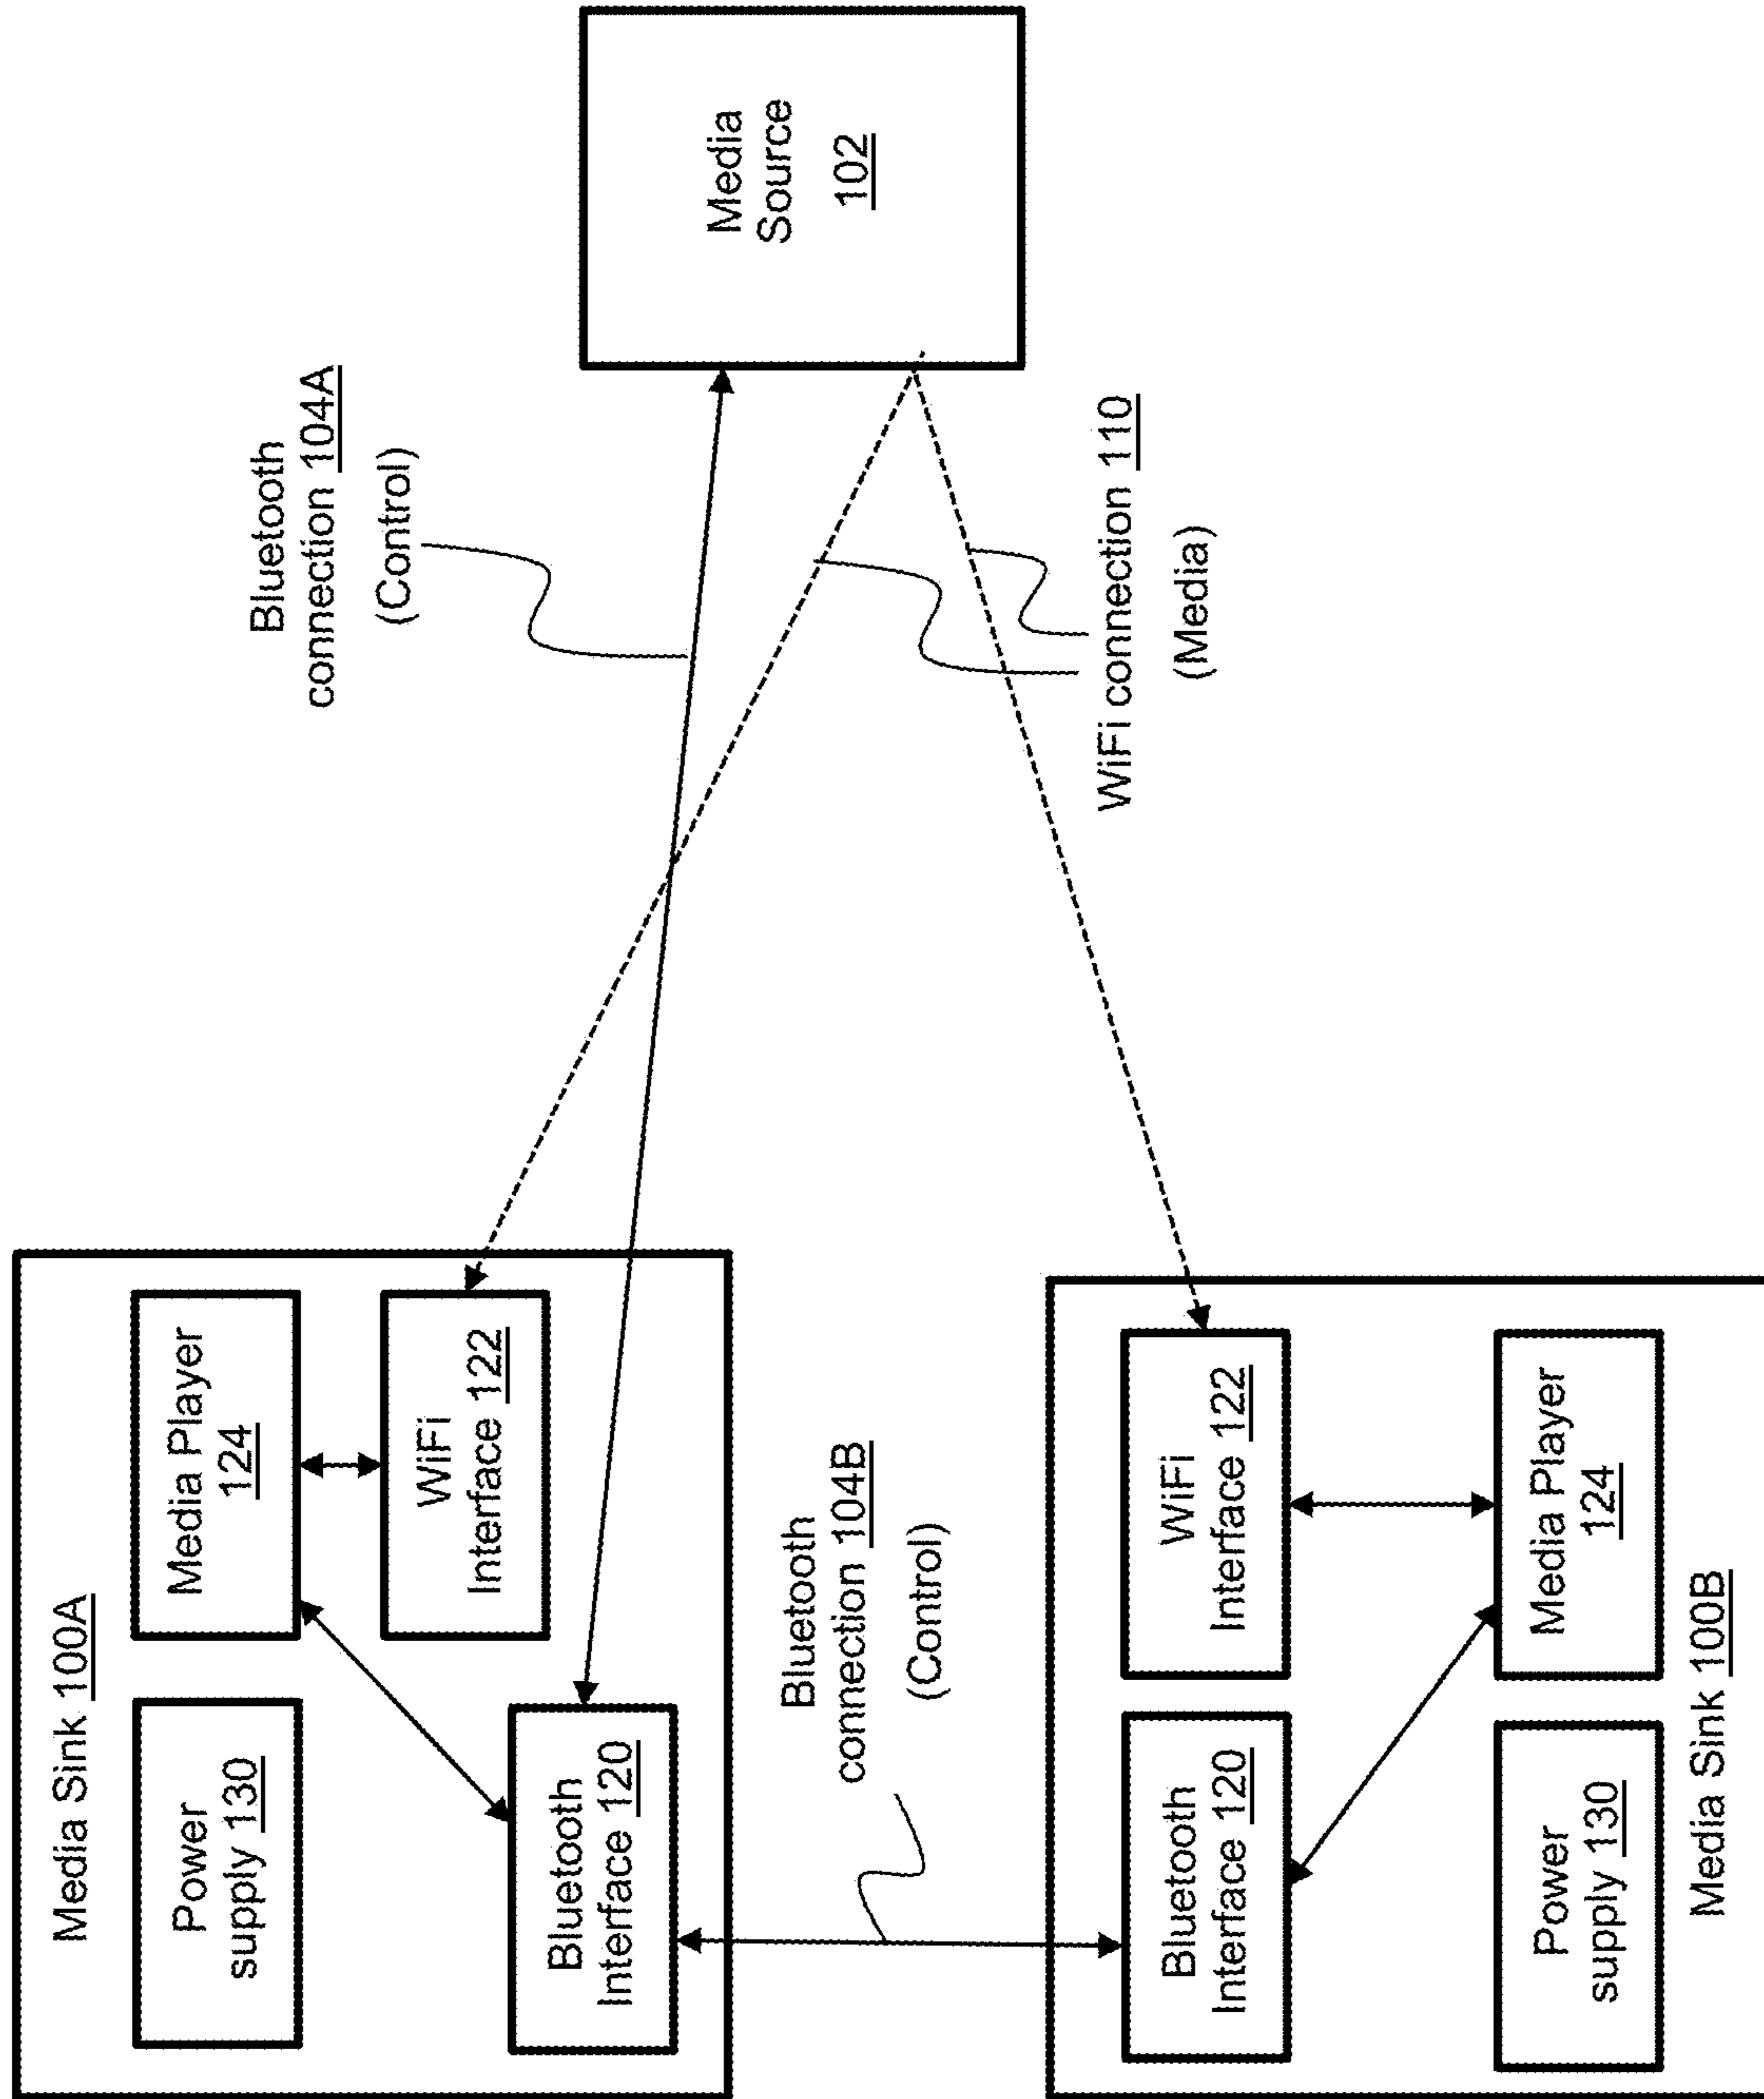 Media Sink 100A
Power
supply 130
Media Player
124
Bluetooth
Interface 120
WiFi
Interface 122
Bluetooth
connection 104A
(Control)
Media
Source
102
Bluetooth
connection 104B
(Control)
WiFi connection 110
(Media)
Bluetooth
Interface 120
WiFi
Interface 122
Power
supply 130
Media Player
124
Media Sink 100B